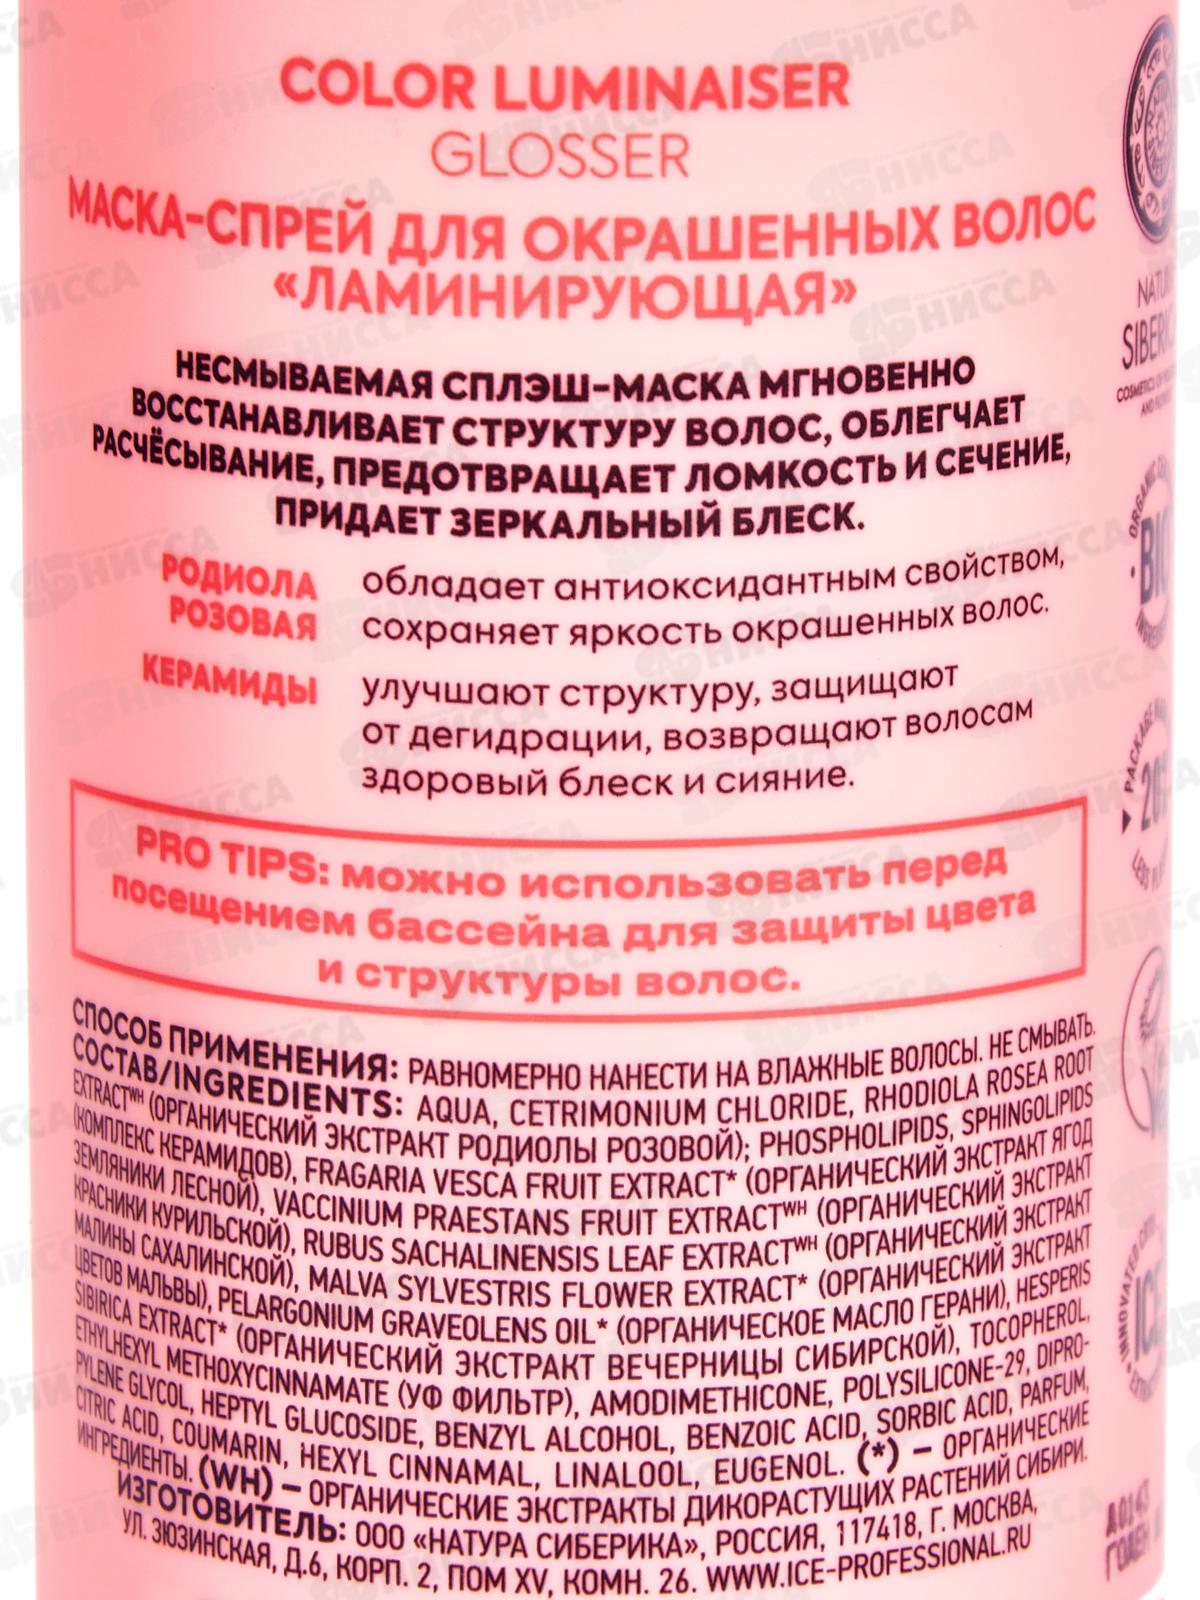 COLOR LUMINAISER
GLOSSER
МАСКА-СПРЕЙ ДЛЯ ОКРАШЕННЫХ ВОЛОС
«ЛАМИНИРУЮЩАЯ»
НЕСМЫВАЕМАЯ СПЛЭШ-МАСКА МГНОВЕННО
ВОССТАНАВЛИВАЕТ СТРУКТУРУ ВОЛОС, ОБЛЕГЧАЕТ
РАСЧЁСЫВАНИЕ, ПРЕДОТВРАЩАЕТ ЛОМКОСТЬ И СЕЧЕНИЕ,
ПРИДАЕТ ЗЕРКАЛЬНЫЙ БЛЕСК.
РОДИОЛА РОЗОВАЯ
обладает антиоксидантным свойством,
сохраняет яркость окрашенных волос.
КЕРАМИДЫ
улучшают структуру, защищают
от дегидрации, возвращают волосам
здоровый блеск и сияние.
PRO TIPS: можно использовать перед
посещением бассейна для защиты цвета
и структуры волос.
СПОСОБ ПРИМЕНЕНИЯ: РАВНОМЕРНО НАНЕСТИ НА ВЛАЖНЫЕ ВОЛОСЫ. НЕ СМЫВАТЬ.
СОСТАВ/INGREDIENTS: AQUA, CETRIMONIUM CHLORIDE, RHODIOLA ROSEA ROOT
EXTRACTᵂᴴ (ОРГАНИЧЕСКИЙ ЭКСТРАКТ РОДИОЛЫ РОЗОВОЙ); PHOSPHOLIPIDS, SPHINGOLIPIDS
(КОМПЛЕКС КЕРАМИДОВ), FRAGARIA VESCA FRUIT EXTRACT* (ОРГАНИЧЕСКИЙ ЭКСТРАКТ ЯГОД
ЗЕМЛЯНИКИ ЛЕСНОЙ), VACCINIUM PRAESTANS FRUIT EXTRACTᵂᴴ (ОРГАНИЧЕСКИЙ ЭКСТРАКТ
КРАСНИКИ КУРИЛЬСКОЙ), RUBUS SACHALINENSIS LEAF EXTRACTᵂᴴ (ОРГАНИЧЕСКИЙ ЭКСТРАКТ
МАЛИНЫ САХАЛИНСКОЙ), MALVA SYLVESTRIS FLOWER EXTRACT* (ОРГАНИЧЕСКИЙ ЭКСТРАКТ
ЦВЕТОВ МАЛЬВЫ), PELARGONIUM GRAVEOLENS OIL* (ОРГАНИЧЕСКОЕ МАСЛО ГЕРАНИ), HESPERIS
SIBIRICA EXTRACT* (ОРГАНИЧЕСКИЙ ЭКСТРАКТ ВЕЧЕРНИЦЫ СИБИРСКОЙ), TOCOPHEROL,
ETHYLHEXYL METHOXYCINNAMATE (УФ ФИЛЬТР), AMODIMETHICONE, POLYSILICONE-29, DIPRO-
PYLENE GLYCOL, HEPTYL GLUCOSIDE, BENZYL ALCOHOL, BENZOIC ACID, SORBIC ACID, PARFUM,
CITRIC ACID, COUMARIN, HEXYL CINNAMAL, LINALOOL, EUGENOL. (*) – ОРГАНИЧЕСКИЕ
ИНГРЕДИЕНТЫ. (WH) – ОРГАНИЧЕСКИЕ ЭКСТРАКТЫ ДИКОРАСТУЩИХ РАСТЕНИЙ СИБИРИ.
ИЗГОТОВИТЕЛЬ: ООО «НАТУРА СИБЕРИКА», РОССИЯ, 117418, Г. МОСКВА,
УЛ. ЗЮЗИНСКАЯ, Д.6, КОРП. 2, ПОМ XV, КОМН. 26. WWW.ICE-PROFESSIONAL.RU
НИССА